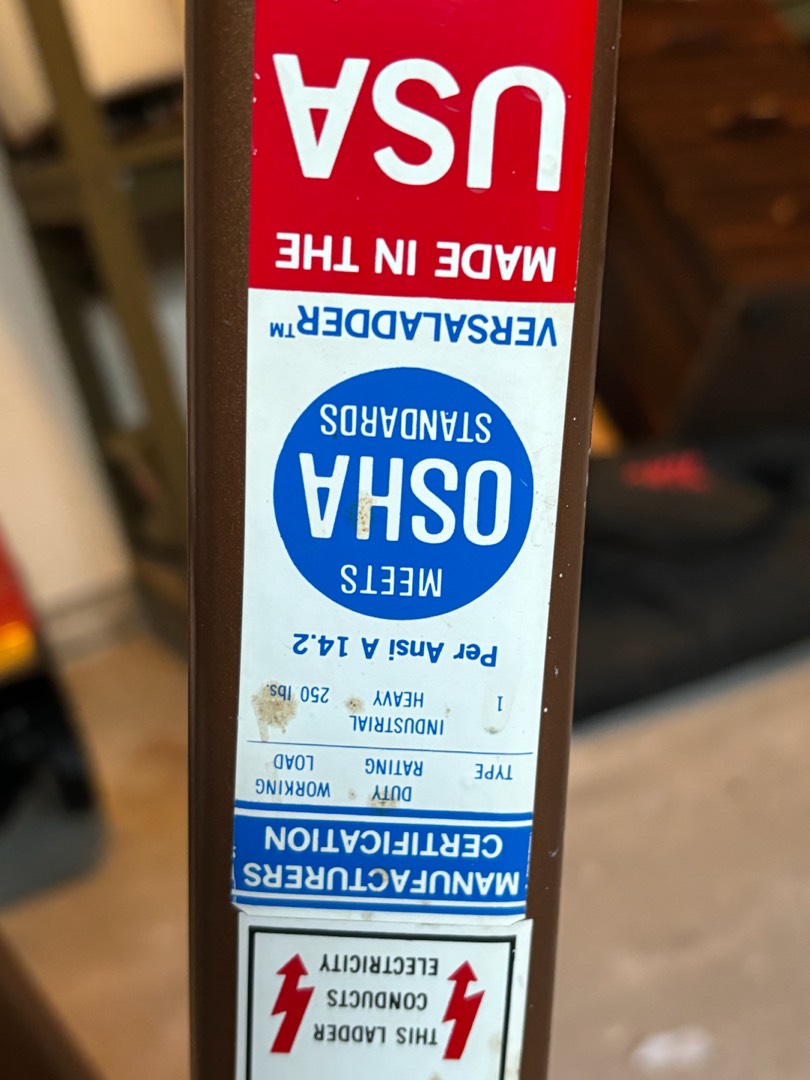 THIS LADDER
CONDUCTS
ELECTRICITY
MANUFACTURERS
CERTIFICATION
TYPE DUTY RATING WORKING LOAD
1 INDUSTRIAL HEAVY 250 lbs.
Per Ansi A 14.2
MEETS
OSHA
STANDARDS
VERSALADDER™
MADE IN THE
USA